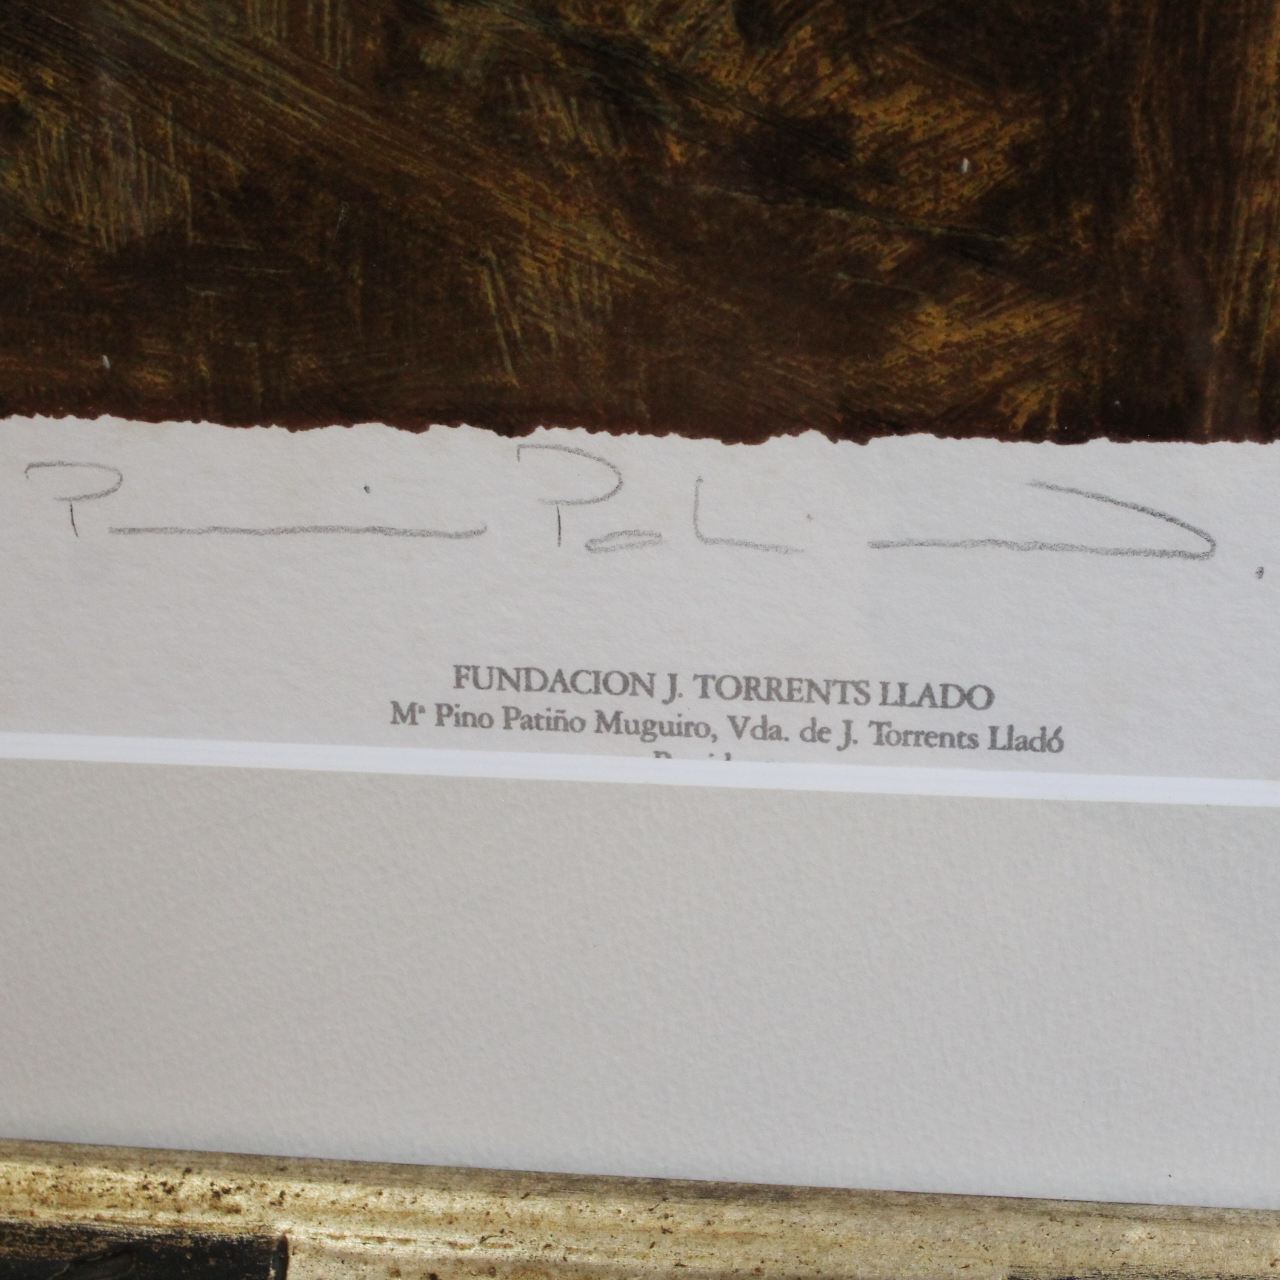 FUNDACION J. TORRENTS LLADO
Mª Pino Patiño Muguiro, Vda. de J. Torrents Lladó